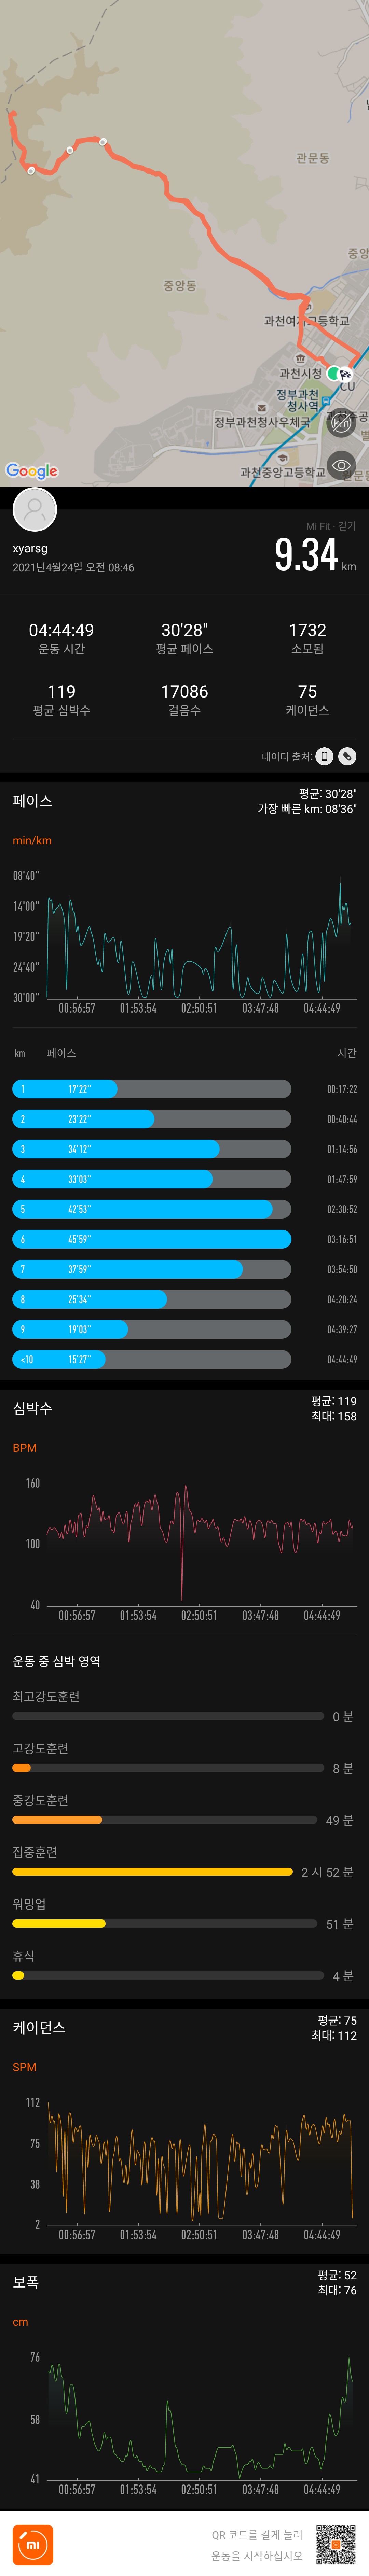 관문동
중앙
중앙동
과천여자고등학교
과천시청
CU
정부과천
청사역
정부과천청사우체국
과천중앙고등학교
Google
Mi Fit · 걷기
xyarsg
9.34 km
2021년4월24일 오전 08:46
04:44:49 30'28" 1732
운동 시간 평균 페이스 소모됨
119 17086 75
평균 심박수 걸음수 케이던스
데이터 출처:
페이스
평균: 30'28"
가장 빠른 km: 08'36"
min/km
08'40"
14'00"
19'20"
24'40"
30'00"
00:56:57 01:53:54 02:50:51 03:47:48 04:44:49
km 페이스 시간
1 17'22" 00:17:22
2 23'22" 00:40:44
3 34'12" 01:14:56
4 33'03" 01:47:59
5 42'53" 02:30:52
6 45'59" 03:16:51
7 37'59" 03:54:50
8 25'34" 04:20:24
9 19'03" 04:39:27
<10 15'27" 04:44:49
심박수
평균: 119
최대: 158
BPM
160
100
40
00:56:57 01:53:54 02:50:51 03:47:48 04:44:49
운동 중 심박 영역
최고강도훈련
0 분
고강도훈련
8 분
중강도훈련
49 분
집중훈련
2 시 52 분
워밍업
51 분
휴식
4 분
케이던스
평균: 75
최대: 112
SPM
112
75
38
2
00:56:57 01:53:54 02:50:51 03:47:48 04:44:49
보폭
평균: 52
최대: 76
cm
76
58
41
00:56:57 01:53:54 02:50:51 03:47:48 04:44:49
QR 코드를 길게 눌러
운동을 시작하십시오